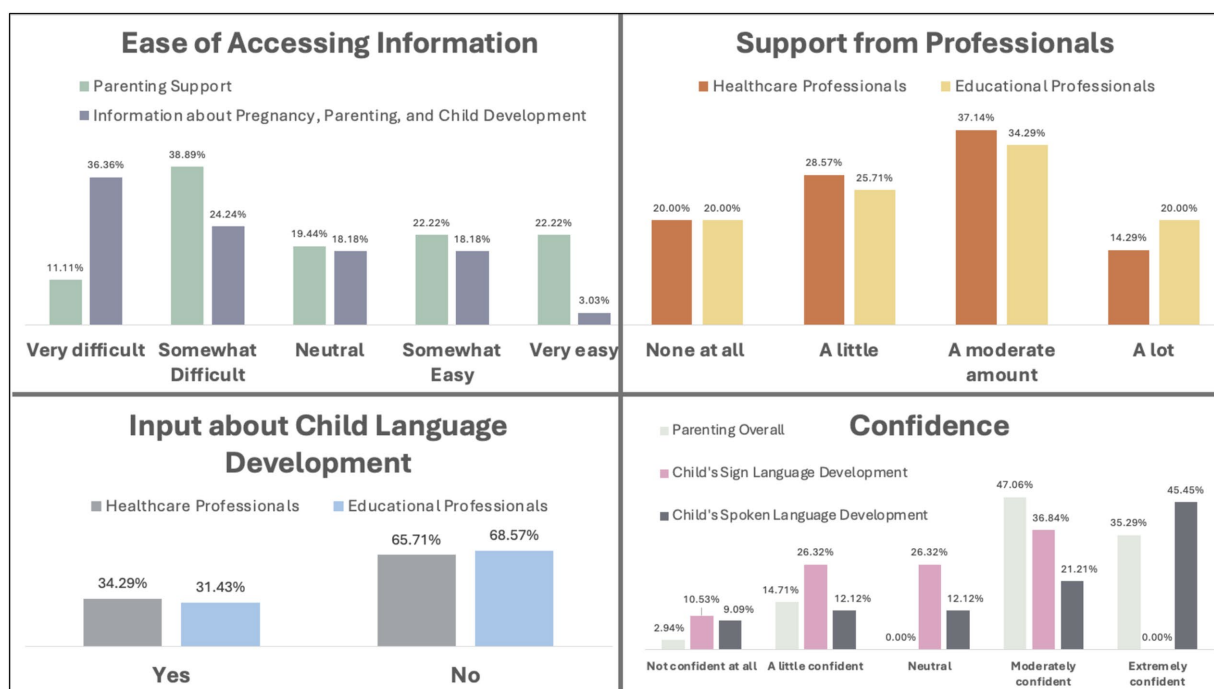 Ease of Accessing Information
Parenting Support
Information about Pregnancy, Parenting, and Child Development
11.11%
36.36%
38.89%
24.24%
19.44%
18.18%
22.22%
18.18%
22.22%
3.03%
Very difficult
Somewhat
Difficult
Neutral
Somewhat
Easy
Very easy
Support from Professionals
Healthcare Professionals
Educational Professionals
20.00%
20.00%
28.57%
25.71%
37.14%
34.29%
14.29%
20.00%
None at all
A little
A moderate
amount
A lot
Input about Child Language
Development
Healthcare Professionals
Educational Professionals
34.29%
31.43%
65.71%
68.57%
Yes
No
Confidence
Parenting Overall
Child's Sign Language Development
Child's Spoken Language Development
2.94%
10.53%
9.09%
14.71%
26.32%
12.12%
0.00%
26.32%
12.12%
47.06%
36.84%
21.21%
35.29%
0.00%
45.45%
Not confident at all
A little confident
Neutral
Moderately
confident
Extremely
confident